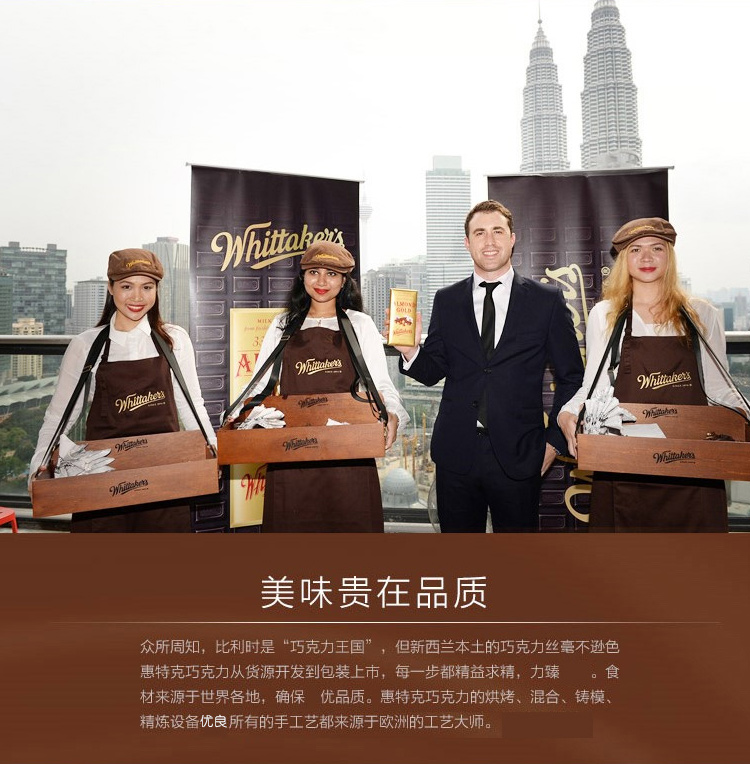 Whittaker's
MILK
ALMOND
GOLD
Whittaker's
Whittaker's
Whittaker's
Whittaker's
Whittaker's
Whittaker's
Whittaker's
Whittaker's
Whittaker's
美味贵在品质
众所周知，比利时是“巧克力王国”，但新西兰本土的巧克力丝毫不逊色
惠特克巧克力从货源开发到包装上市，每一步都精益求精，力臻 。食
材来源于世界各地，确保 优品质。惠特克巧克力的烘烤、混合、铸模、
精炼设备优良所有的手工艺都来源于欧洲的工艺大师。